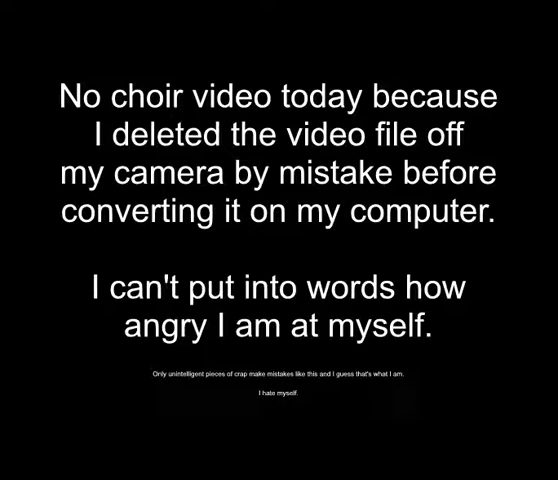 No choir video today because
I deleted the video file off
my camera by mistake before
converting it on my computer.
I can't put into words how
angry I am at myself.
Only unintelligent pieces of crap make mistakes like this and I guess that's what I am.
I hate myself.